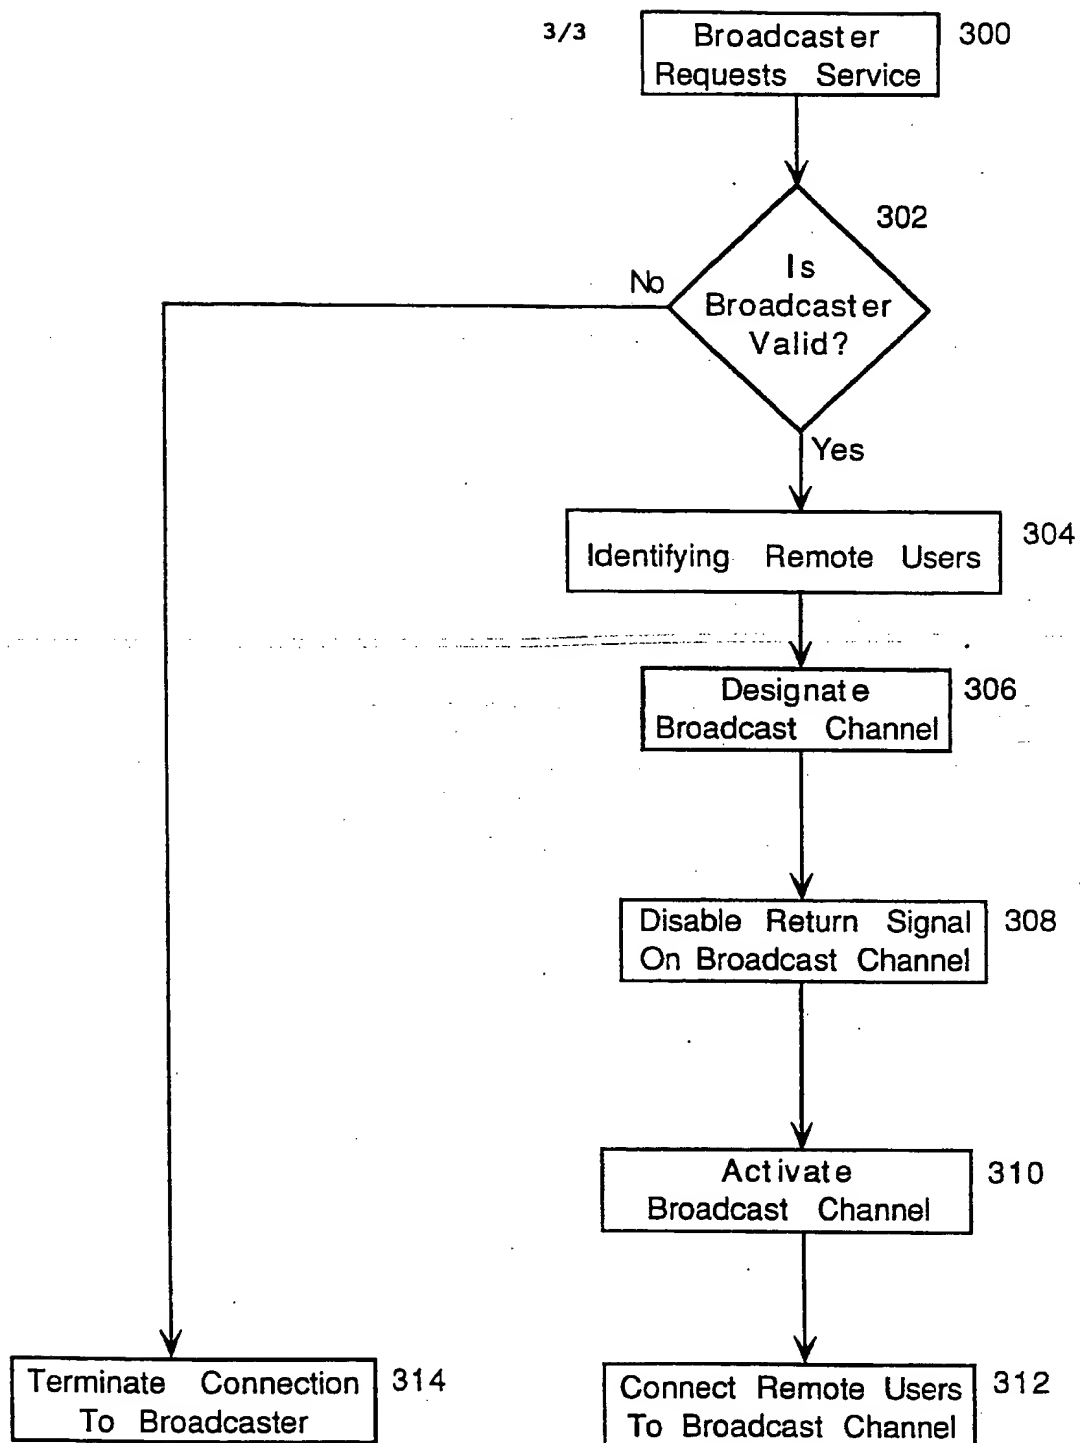 3/3
Broadcaster
Requests Service
300
302
Is
Broadcaster
Valid?
No
Yes
Identifying Remote Users
304
Designate
Broadcast Channel
306
Disable Return Signal
On Broadcast Channel
308
Activate
Broadcast Channel
310
Terminate Connection
To Broadcaster
314
Connect Remote Users
To Broadcast Channel
312